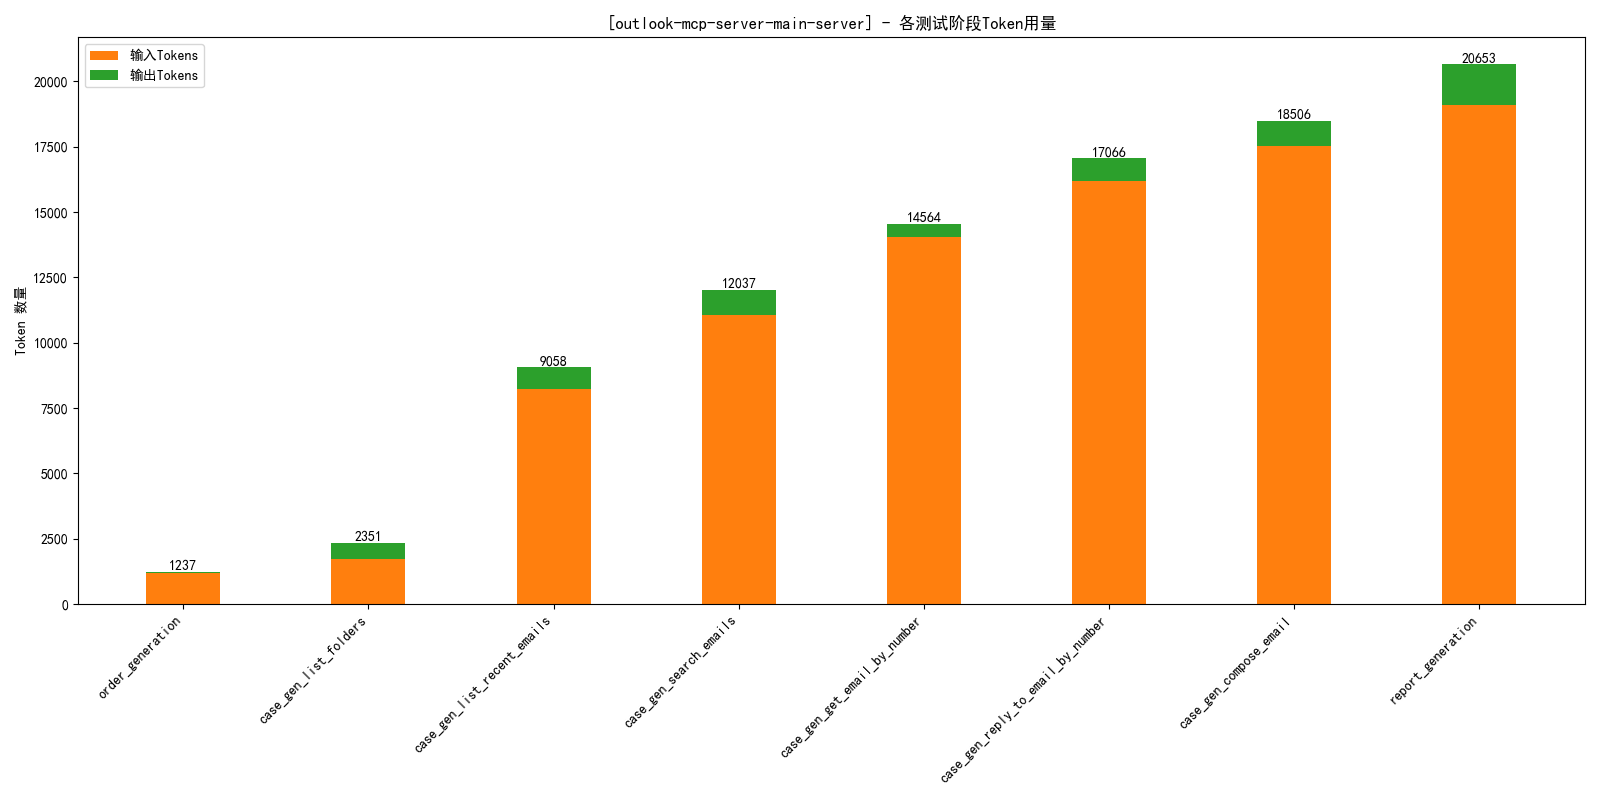 [outlook-mcp-server-main-server] - 各测试阶段Token用量
输入Tokens
输出Tokens
Token 数量
20000
17500
15000
12500
10000
7500
5000
2500
0
1237
2351
9058
12037
14564
17066
18506
20653
order_generation
case_gen_list_folders
case_gen_list_recent_emails
case_gen_search_emails
case_gen_get_email_by_number
case_gen_reply_to_email_by_number
case_gen_compose_email
report_generation